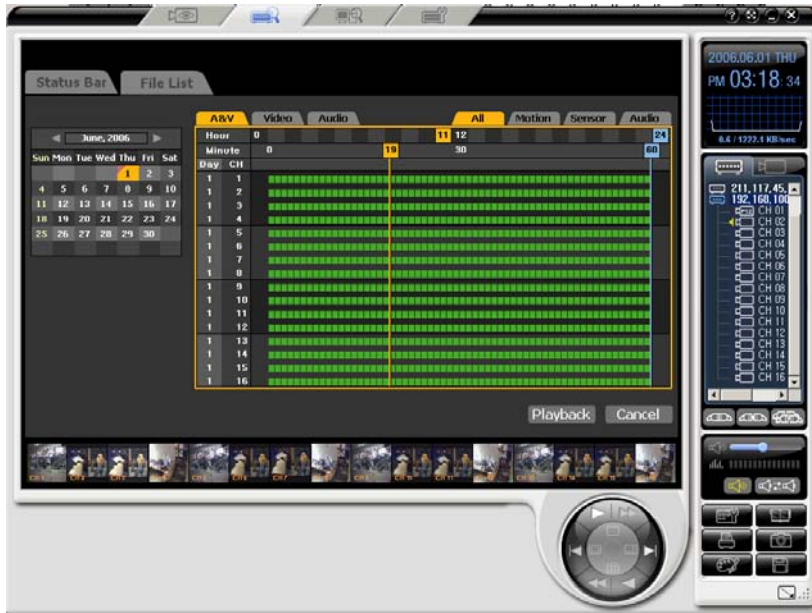 2006.06.01 THU
PM 03:18:34
0.6 / 1222.1 KB/sec
Status Bar
File List
A&V Video Audio
All Motion Sensor Audio
June, 2006
Sun Mon Tue Wed Thu Fri Sat
1 2 3
4 5 6 7 8 9 10
11 12 13 14 15 16 17
18 19 20 21 22 23 24
25 26 27 28 29 30
Hour 0 11 12 24
Minute 0 19 30 60
Day CH
1 1
1 2
1 3
1 4
1 5
1 6
1 7
1 8
1 9
1 10
1 11
1 12
1 13
1 14
1 15
1 16
Playback
Cancel
211,117,45,
192,168,100
CH 01
CH 02
CH 03
CH 04
CH 05
CH 06
CH 07
CH 08
CH 09
CH 10
CH 11
CH 12
CH 13
CH 14
CH 15
CH 16